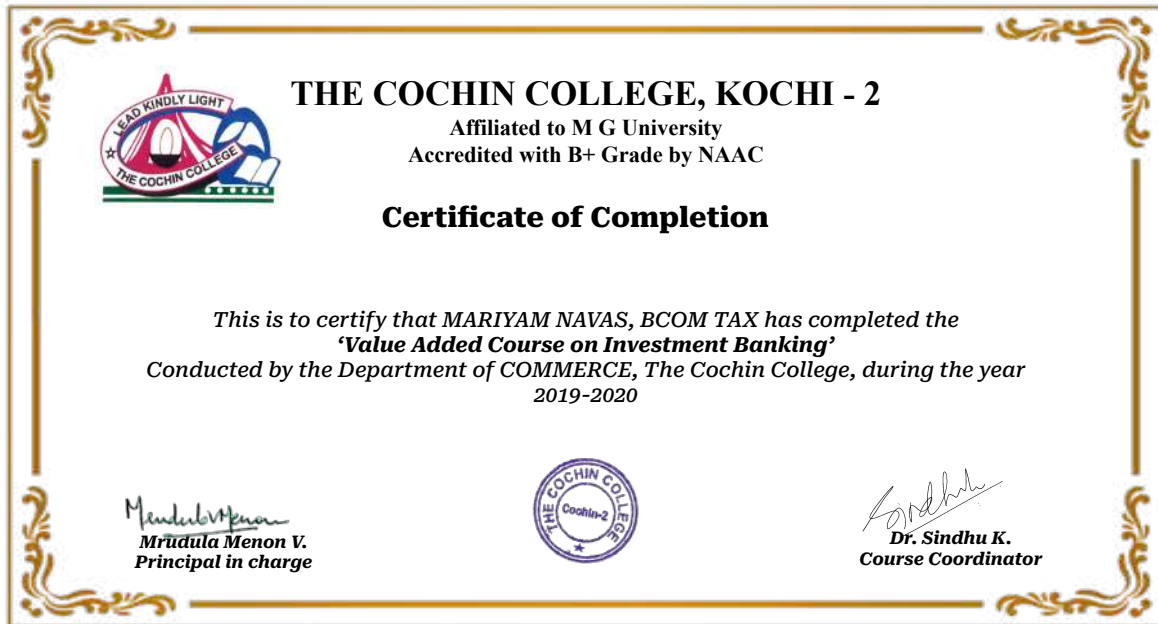 LEAD KINDLY LIGHT
THE COCHIN COLLEGE
THE COCHIN COLLEGE, KOCHI - 2
Affiliated to M G University
Accredited with B+ Grade by NAAC
Certificate of Completion
This is to certify that MARIYAM NAVAS, BCOM TAX has completed the
‘Value Added Course on Investment Banking’
Conducted by the Department of COMMERCE, The Cochin College, during the year
2019-2020
THE COCHIN COLLEGE
Cochin-2
Sindhu
Mrudula Menon V.
Principal in charge
Dr. Sindhu K.
Course Coordinator